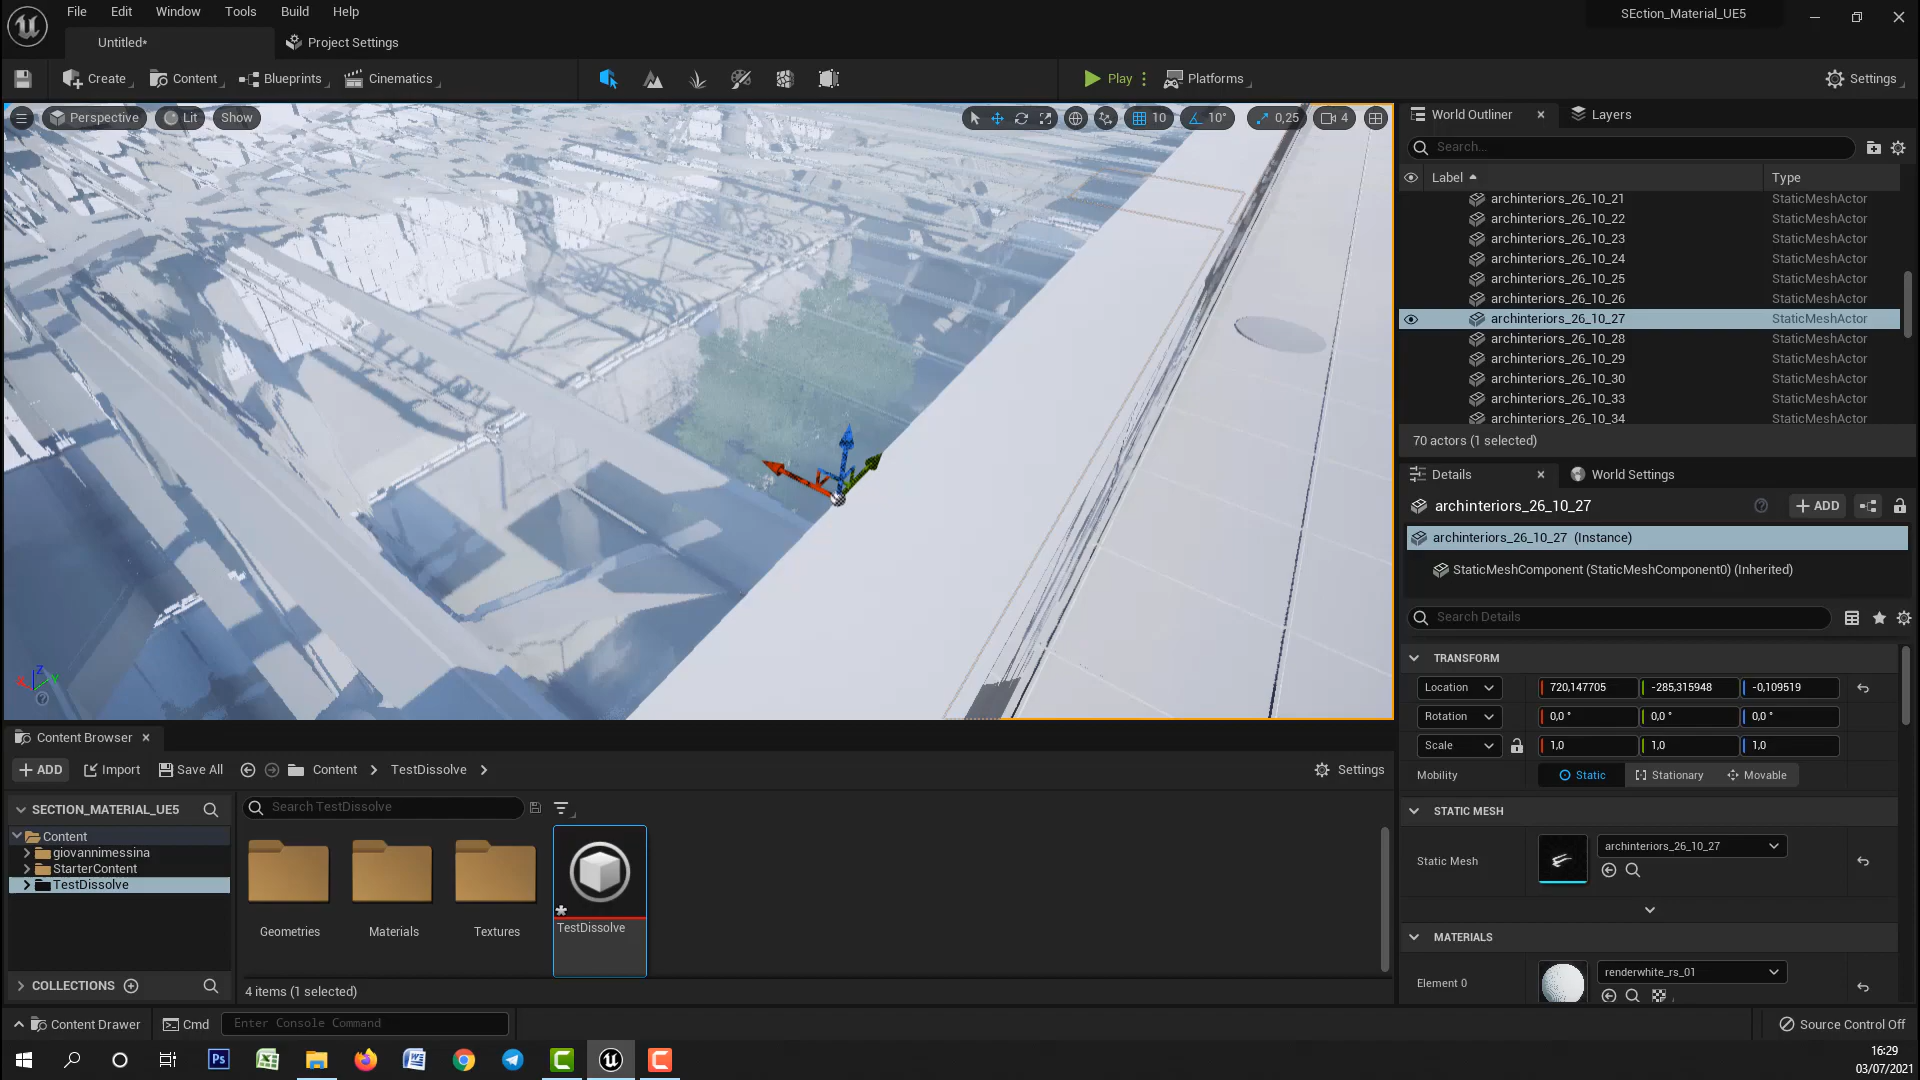 File Edit Window Tools Build Help
SEction_Material_UE5
Untitled*
Project Settings
Create Content Blueprints Cinematics
Play Platforms Settings
Perspective Lit Show
10 10° 0,25 4
World Outliner Layers
Search...
Label Type
archinteriors_26_10_21 StaticMeshActor
archinteriors_26_10_22 StaticMeshActor
archinteriors_26_10_23 StaticMeshActor
archinteriors_26_10_24 StaticMeshActor
archinteriors_26_10_25 StaticMeshActor
archinteriors_26_10_26 StaticMeshActor
archinteriors_26_10_27 StaticMeshActor
archinteriors_26_10_28 StaticMeshActor
archinteriors_26_10_29 StaticMeshActor
archinteriors_26_10_30 StaticMeshActor
archinteriors_26_10_33 StaticMeshActor
archinteriors_26_10_34 StaticMeshActor
70 actors (1 selected)
Details World Settings
archinteriors_26_10_27 ADD
archinteriors_26_10_27 (Instance)
StaticMeshComponent (StaticMeshComponent0) (Inherited)
Search Details
TRANSFORM
Location 720,147705 -285,315948 -0,109519
Rotation 0,0 ° 0,0 ° 0,0 °
Scale 1,0 1,0 1,0
Mobility Static Stationary Movable
STATIC MESH
Static Mesh archinteriors_26_10_27
MATERIALS
Element 0 renderwhite_rs_01
Z
X Y
Content Browser
ADD Import Save All Content TestDissolve Settings
SECTION_MATERIAL_UE5
Search TestDissolve
Content
giovannimessina
StarterContent
TestDissolve
Geometries Materials Textures TestDissolve
COLLECTIONS
4 items (1 selected)
Content Drawer Cmd Enter Console Command Source Control Off
Ps
16:29
03/07/2021